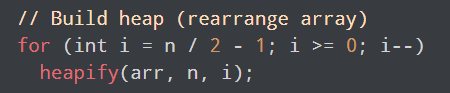 // Build heap (rearrange array)
for (int i = n / 2 - 1; i >= 0; i--)
heapify(arr, n, i);